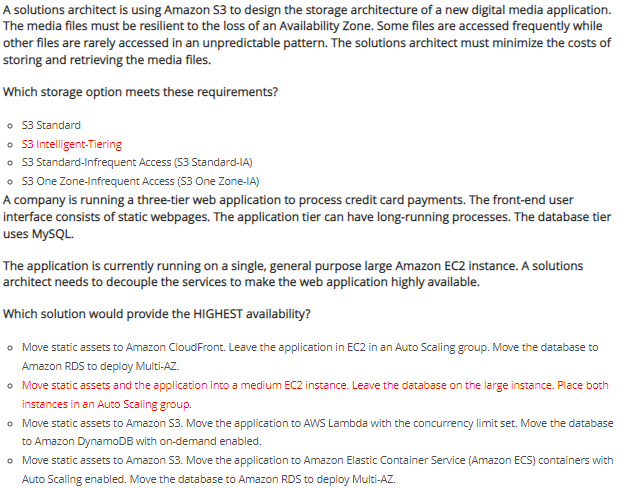 A solutions architect is using Amazon S3 to design the storage architecture of a new digital media application.
The media files must be resilient to the loss of an Availability Zone. Some files are accessed frequently while
other files are rarely accessed in an unpredictable pattern. The solutions architect must minimize the costs of
storing and retrieving the media files.
Which storage option meets these requirements?
S3 Standard
S3 Intelligent-Tiering
S3 Standard-Infrequent Access (S3 Standard-IA)
S3 One Zone-Infrequent Access (S3 One Zone-IA)
A company is running a three-tier web application to process credit card payments. The front-end user
interface consists of static webpages. The application tier can have long-running processes. The database tier
uses MySQL.
The application is currently running on a single, general purpose large Amazon EC2 instance. A solutions
architect needs to decouple the services to make the web application highly available.
Which solution would provide the HIGHEST availability?
Move static assets to Amazon CloudFront. Leave the application in EC2 in an Auto Scaling group. Move the database to
Amazon RDS to deploy Multi-AZ.
Move static assets and the application into a medium EC2 instance. Leave the database on the large instance. Place both
instances in an Auto Scaling group.
Move static assets to Amazon S3. Move the application to AWS Lambda with the concurrency limit set. Move the database
to Amazon DynamoDB with on-demand enabled.
Move static assets to Amazon S3. Move the application to Amazon Elastic Container Service (Amazon ECS) containers with
Auto Scaling enabled. Move the database to Amazon RDS to deploy Multi-AZ.